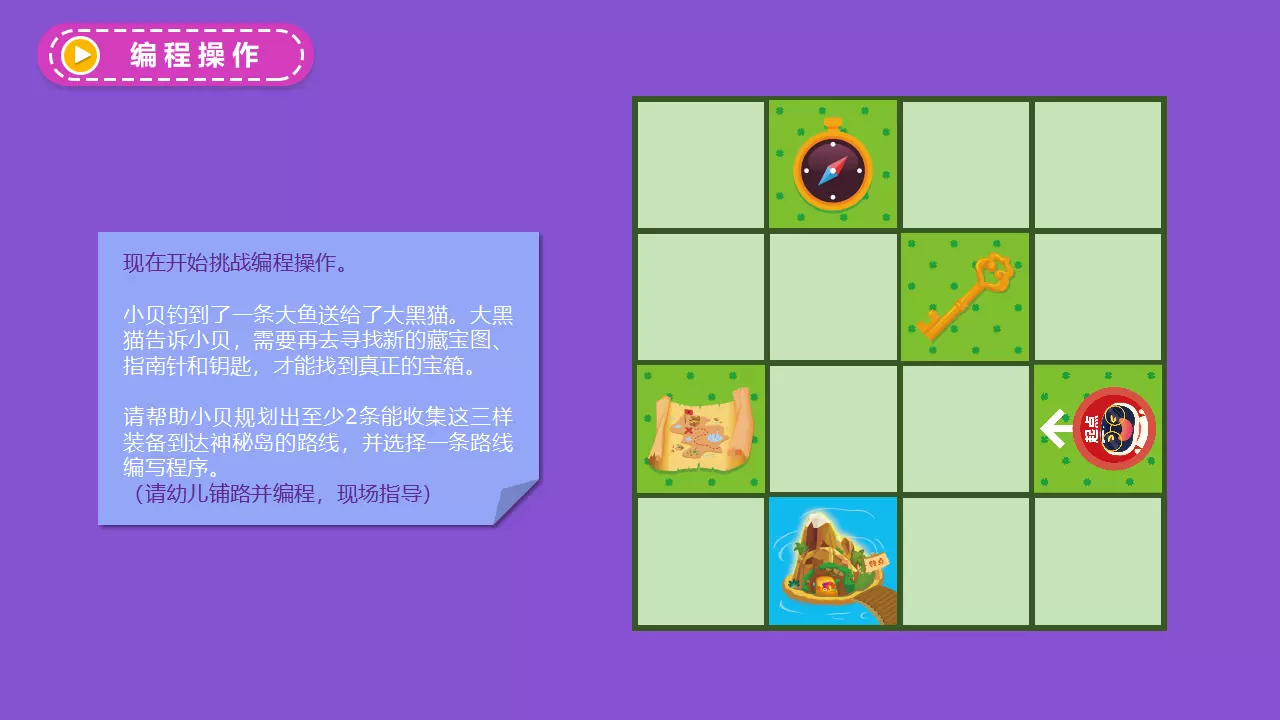 编程操作
现在开始挑战编程操作。
小贝钓到了一条大鱼送给了大黑猫。大黑
猫告诉小贝，需要再去寻找新的藏宝图、
指南针和钥匙，才能找到真正的宝箱。
请帮助小贝规划出至少2条能收集这三样
装备到达神秘岛的路线，并选择一条路线
编写程序。
（请幼儿铺路并编程，现场指导）
起点
终点